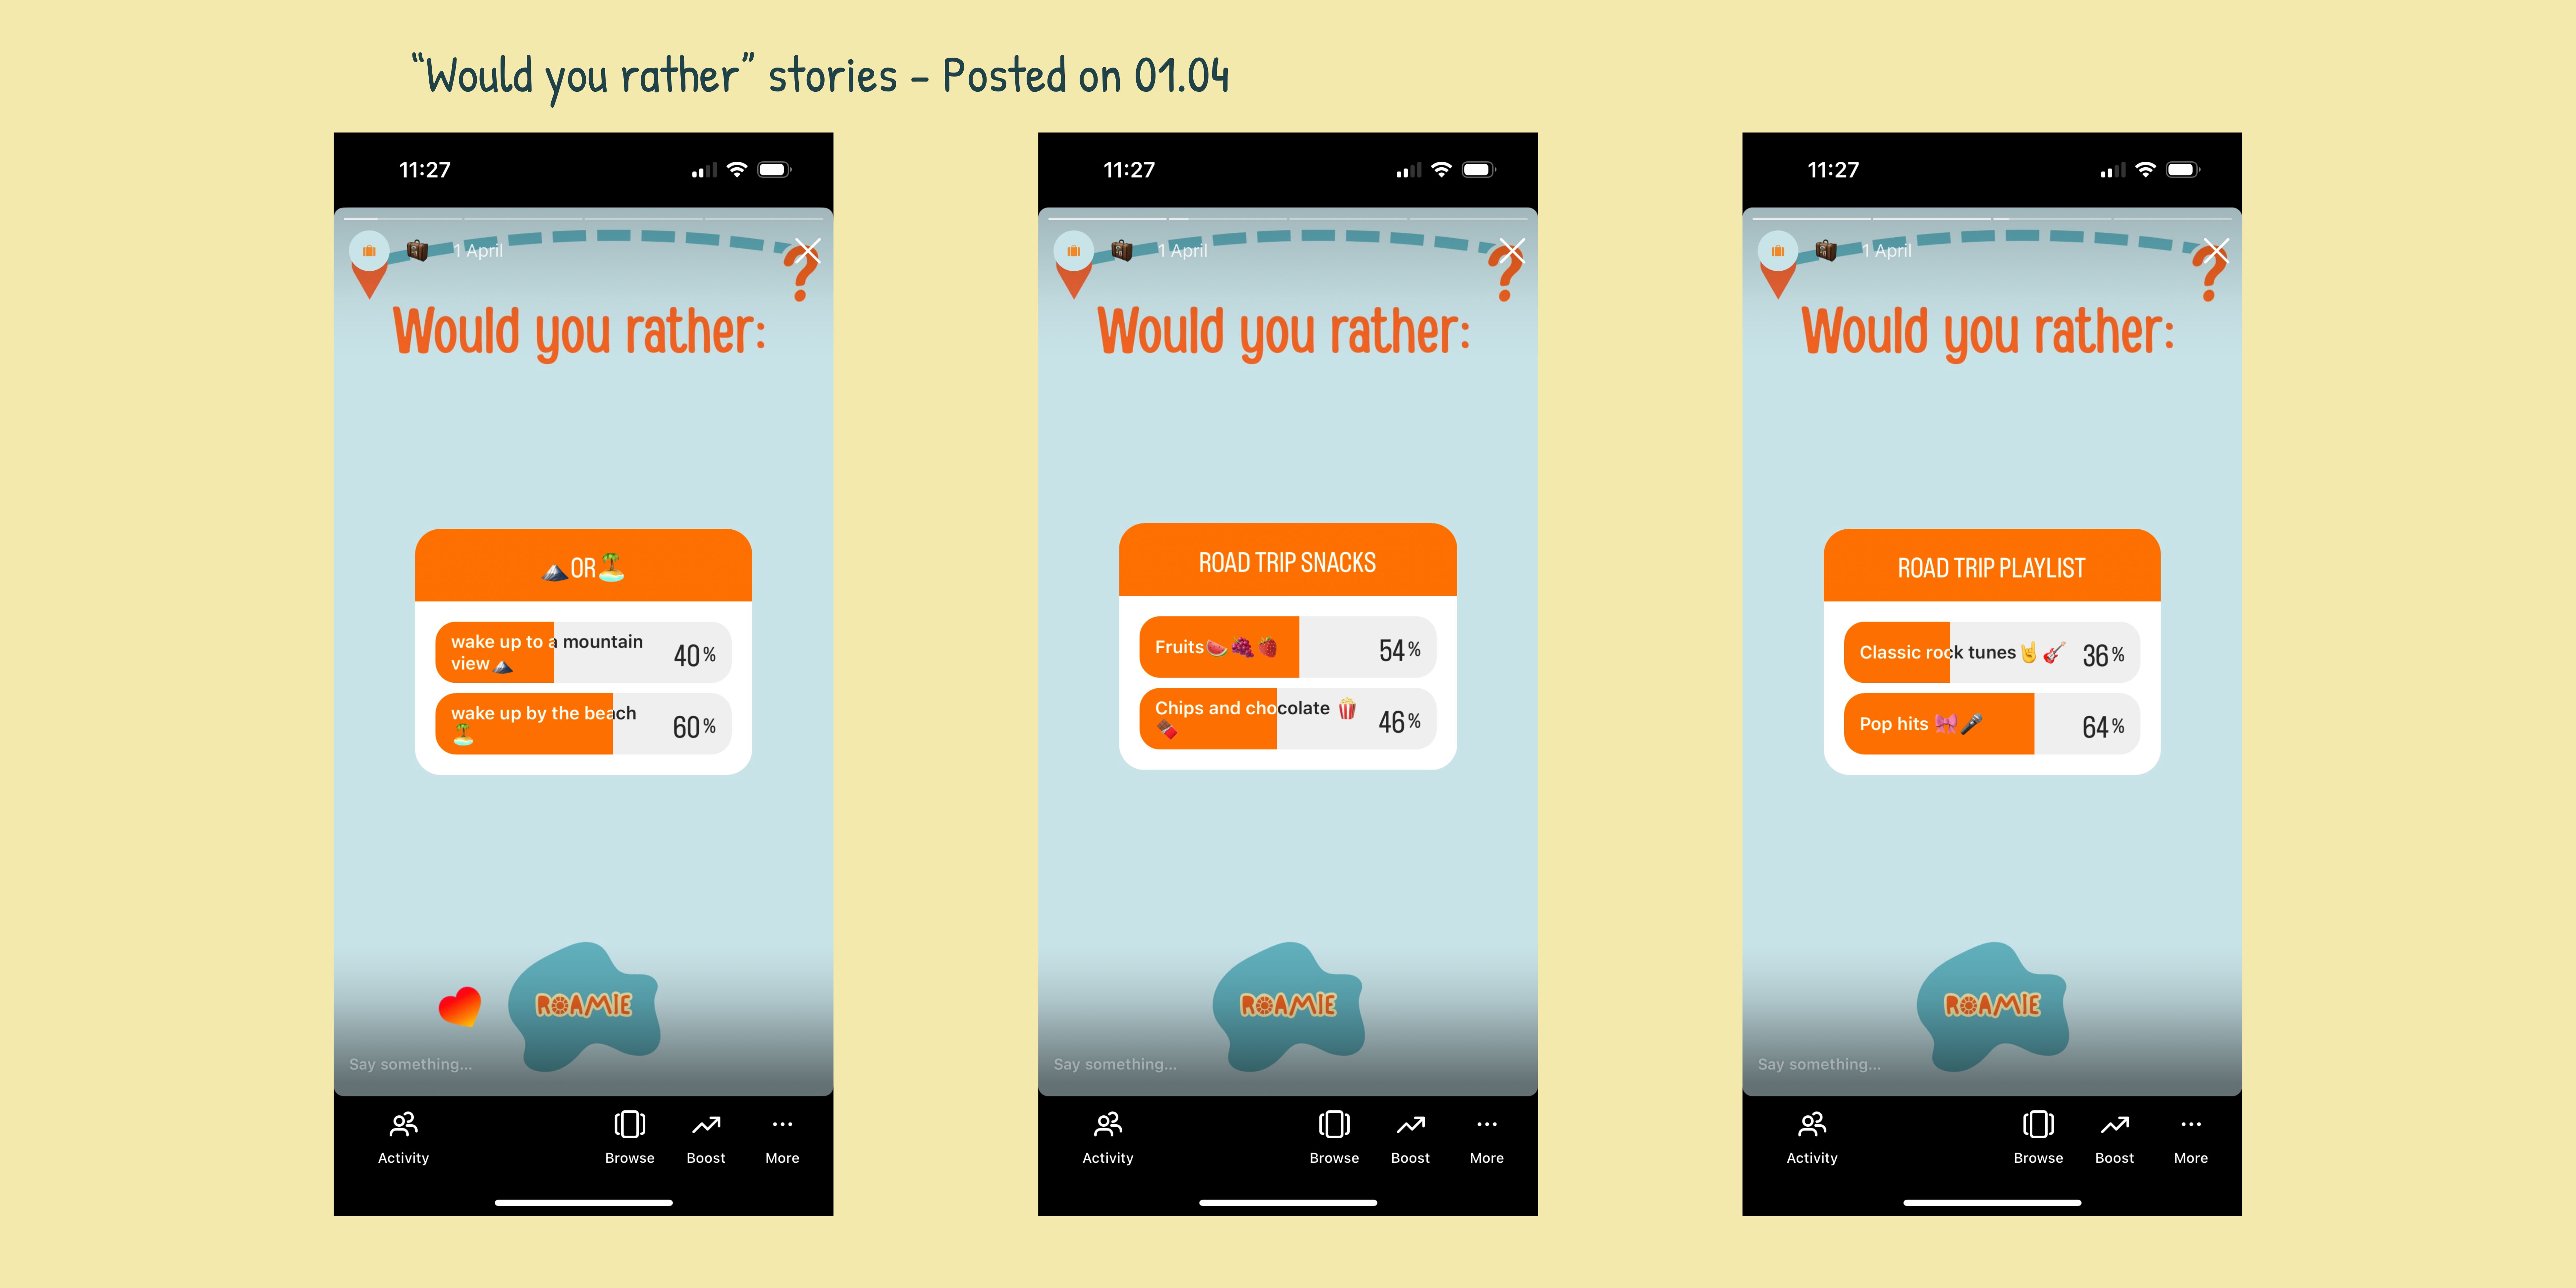 “Would you rather” stories – Posted on 01.04
11:27
1 April
?
Would you rather:
⛰️OR🏝️
wake up to a mountain
view⛰️
40%
wake up by the beach
🏝️
60%
ROAMIE
Say something...
Activity
Browse
Boost
More
11:27
1 April
?
Would you rather:
ROAD TRIP SNACKS
Fruits🍉🍇🍓
54%
Chips and chocolate 🍿
🍫
46%
ROAMIE
Say something...
Activity
Browse
Boost
More
11:27
1 April
?
Would you rather:
ROAD TRIP PLAYLIST
Classic rock tunes🤘🎸
36%
Pop hits 🎀🎤
64%
ROAMIE
Say something...
Activity
Browse
Boost
More